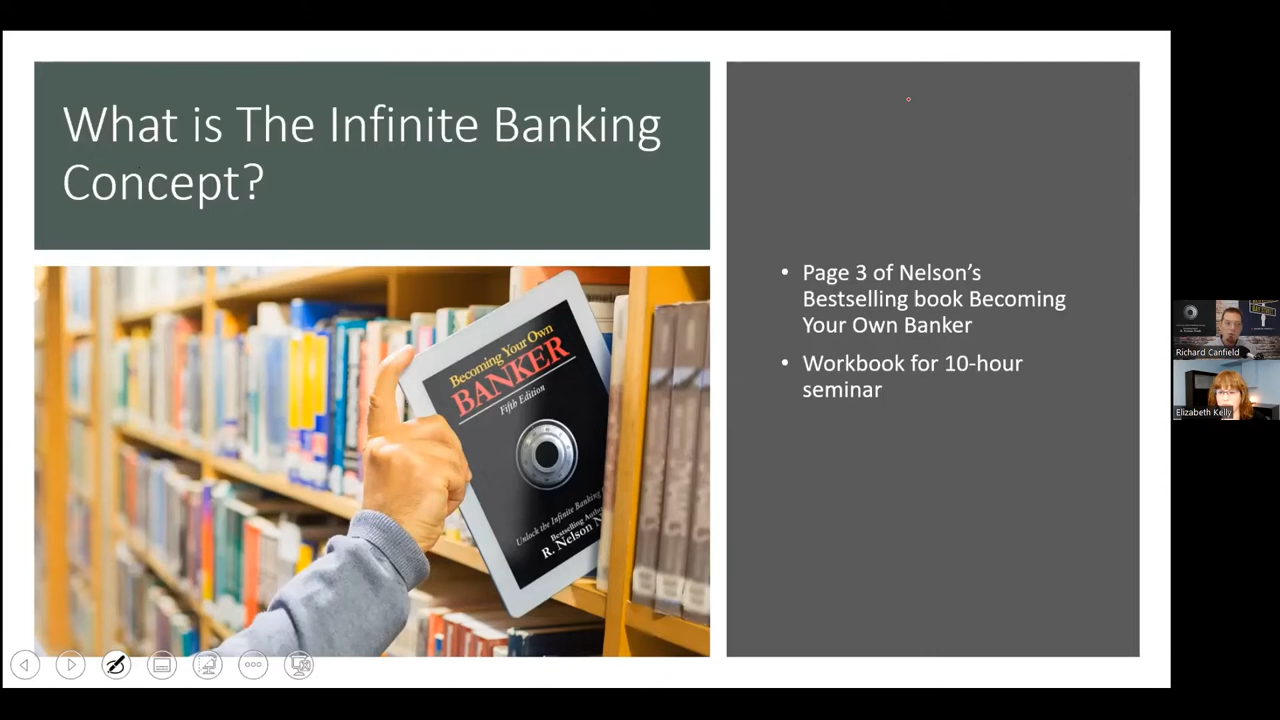 What is The Infinite Banking
Concept?
Becoming Your Own
BANKER
Fifth Edition
Unlock the Infinite Banking
Bestselling
R. Nelson
• Page 3 of Nelson’s
Bestselling book Becoming
Your Own Banker
• Workbook for 10-hour
seminar
Richard Canfield
Elizabeth Kelly